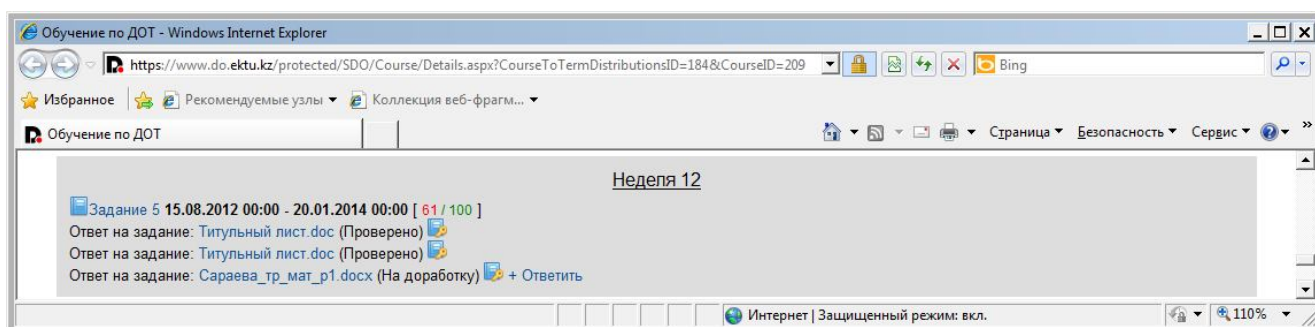 Обучение по ДОТ - Windows Internet Explorer
https://www.do.ektu.kz/protected/SDO/Course/Details.aspx?CourseToTermDistributionsID=184&CourseID=209 Bing
Избранное Рекомендуемые узлы Коллекция веб-фрагм...
Обучение по ДОТ Страница Безопасность Сервис »
Неделя 12
Задание 5 15.08.2012 00:00 - 20.01.2014 00:00 [ 61 / 100 ]
Ответ на задание: Титульный лист.doc (Проверено)
Ответ на задание: Титульный лист.doc (Проверено)
Ответ на задание: Сараева_тр_мат_р1.docx (На доработку) + Ответить
Интернет | Защищенный режим: вкл. 110%